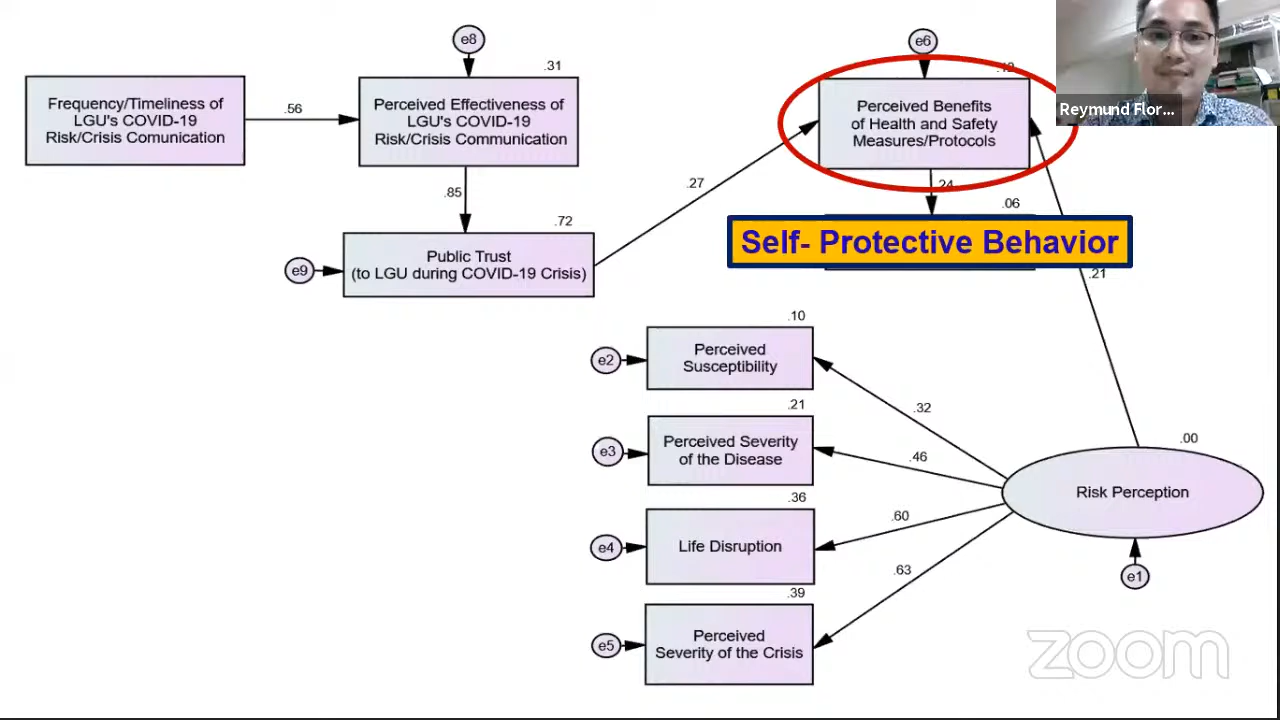 e8
.31
Frequency/Timeliness of
LGU's COVID-19
Risk/Crisis Comunication
.56
Perceived Effectiveness of
LGU's COVID-19
Risk/Crisis Communication
.85
.72
e9
Public Trust
(to LGU during COVID-19 Crisis)
.27
e6
Perceived Benefits
of Health and Safety
Measures/Protocols
Reymund Flor...
.24
.06
Self- Protective Behavior
.21
.10
e2
Perceived
Susceptibility
.32
.21
e3
Perceived Severity
of the Disease
.46
.00
Risk Perception
e1
.36
e4
Life Disruption
.60
.39
e5
Perceived
Severity of the Crisis
.63
zoom